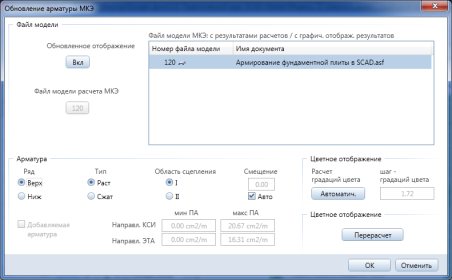 Обновление арматуры МКЭ
Файл модели
Обновленное отображение
Вкл
Файл модели расчета МКЭ
120
Файл модели МКЭ: с результатами расчетов / с графич. отображ. результатов
Номер файла модели Имя документа
120 Армирование фундаментной плиты в SCAD.asf
Арматура
Ряд Тип Область сцепления Смещение
Верх Раст I 0.00
Ниж Сжат II Авто
мин ПА макс ПА
Добавляемая арматура
Направл. КСИ 0.00 cm2/m 20.67 cm2/m
Направл. ЭТА 0.00 cm2/m 16.31 cm2/m
Цветное отображение
Расчет градаций цвета
шаг - градаций цвета
Автоматич. 1.72
Цветное отображение
Перерасчет
OK Отменить